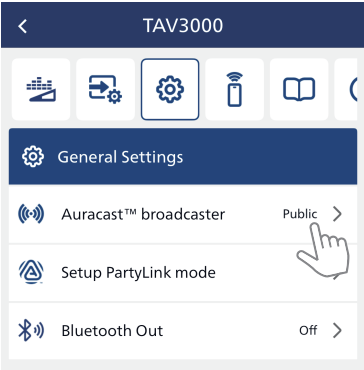 TAV3000
General Settings
Auracast™ broadcaster Public
Setup PartyLink mode
Bluetooth Out Off